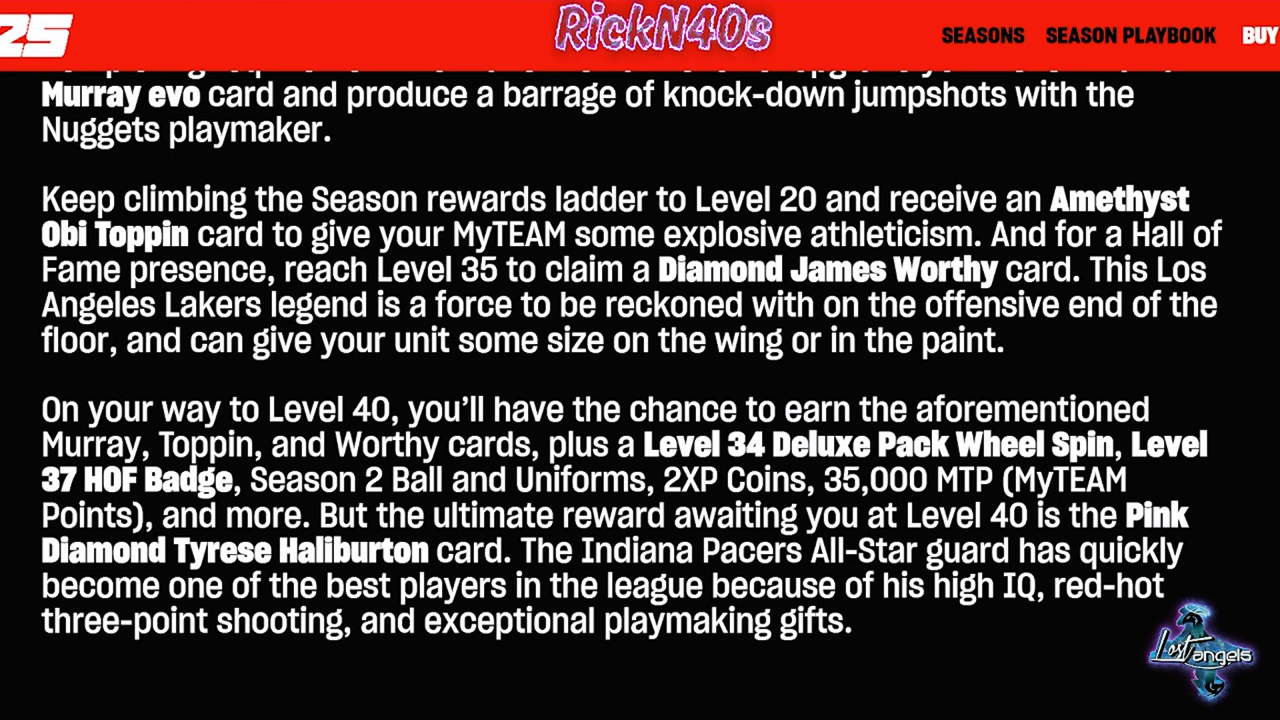 25
RickN40s
SEASONS SEASON PLAYBOOK BUY
Murray evo card and produce a barrage of knock-down jumpshots with the
Nuggets playmaker.
Keep climbing the Season rewards ladder to Level 20 and receive an Amethyst
Obi Toppin card to give your MyTEAM some explosive athleticism. And for a Hall of
Fame presence, reach Level 35 to claim a Diamond James Worthy card. This Los
Angeles Lakers legend is a force to be reckoned with on the offensive end of the
floor, and can give your unit some size on the wing or in the paint.
On your way to Level 40, you’ll have the chance to earn the aforementioned
Murray, Toppin, and Worthy cards, plus a Level 34 Deluxe Pack Wheel Spin, Level
37 HOF Badge, Season 2 Ball and Uniforms, 2XP Coins, 35,000 MTP (MyTEAM
Points), and more. But the ultimate reward awaiting you at Level 40 is the Pink
Diamond Tyrese Haliburton card. The Indiana Pacers All-Star guard has quickly
become one of the best players in the league because of his high IQ, red-hot
three-point shooting, and exceptional playmaking gifts.
Lost angels